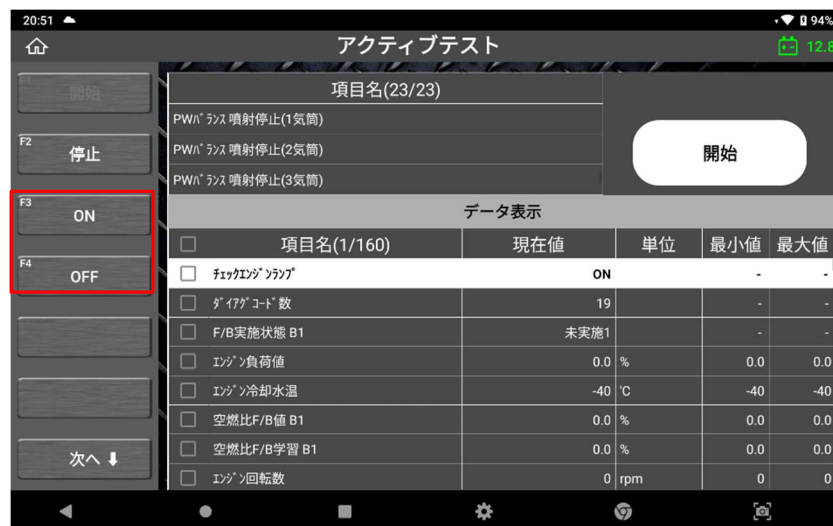 20:51
94%
アクティブテスト
12.8
開始
F2
停止
F3
ON
F4
OFF
次へ
項目名(23/23)
PWﾊﾞﾗﾝｽ 噴射停止(1気筒)
PWﾊﾞﾗﾝｽ 噴射停止(2気筒)
PWﾊﾞﾗﾝｽ 噴射停止(3気筒)
開始
データ表示
項目名(1/160) 現在値 単位 最小値 最大値
ﾁｪｯｸｴﾝｼﾞﾝﾗﾝﾌﾟ ON - -
ﾀﾞｲｱｸﾞｺｰﾄﾞ数 19 - -
F/B実施状態 B1 未実施1 - -
ｴﾝｼﾞﾝ負荷値 0.0 % 0.0 0.0
ｴﾝｼﾞﾝ冷却水温 -40 ℃ -40 -40
空燃比F/B値 B1 0.0 % 0.0 0.0
空燃比F/B学習 B1 0.0 % 0.0 0.0
ｴﾝｼﾞﾝ回転数 0 rpm 0 0